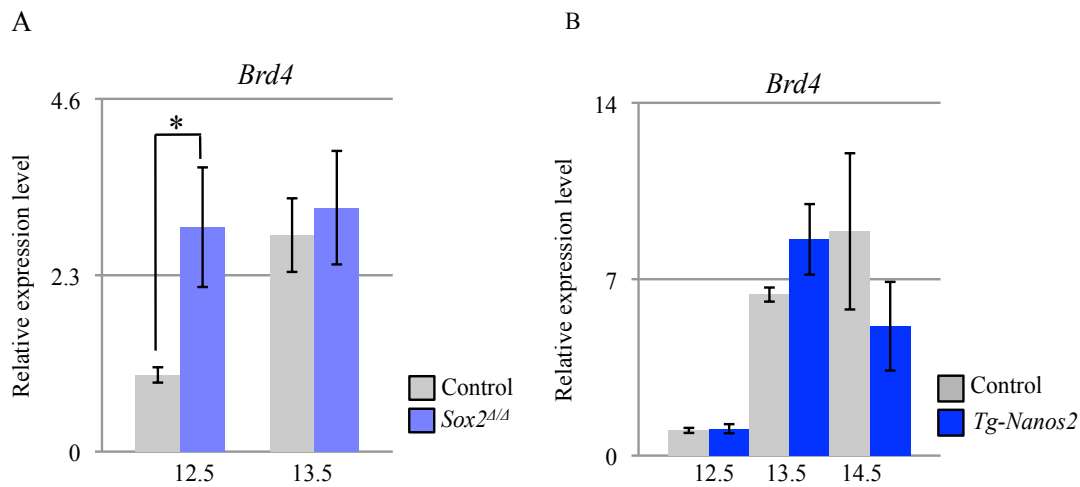 A
Brd4
Relative expression level
4.6
2.3
0
*
12.5
13.5
Control
Sox2Δ/Δ
B
Brd4
Relative expression level
14
7
0
12.5
13.5
14.5
Control
Tg-Nanos2